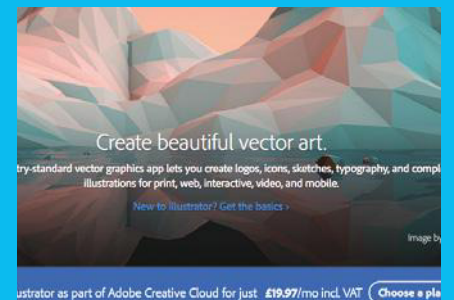 Create beautiful vector art.
try-standard vector graphics app lets you create logos, icons, sketches, typography, and compl
illustrations for print, web, interactive, video, and mobile.
New to Illustrator? Get the basics ›
Image by
ustrator as part of Adobe Creative Cloud for just £19.97/mo incl. VAT Choose a pla